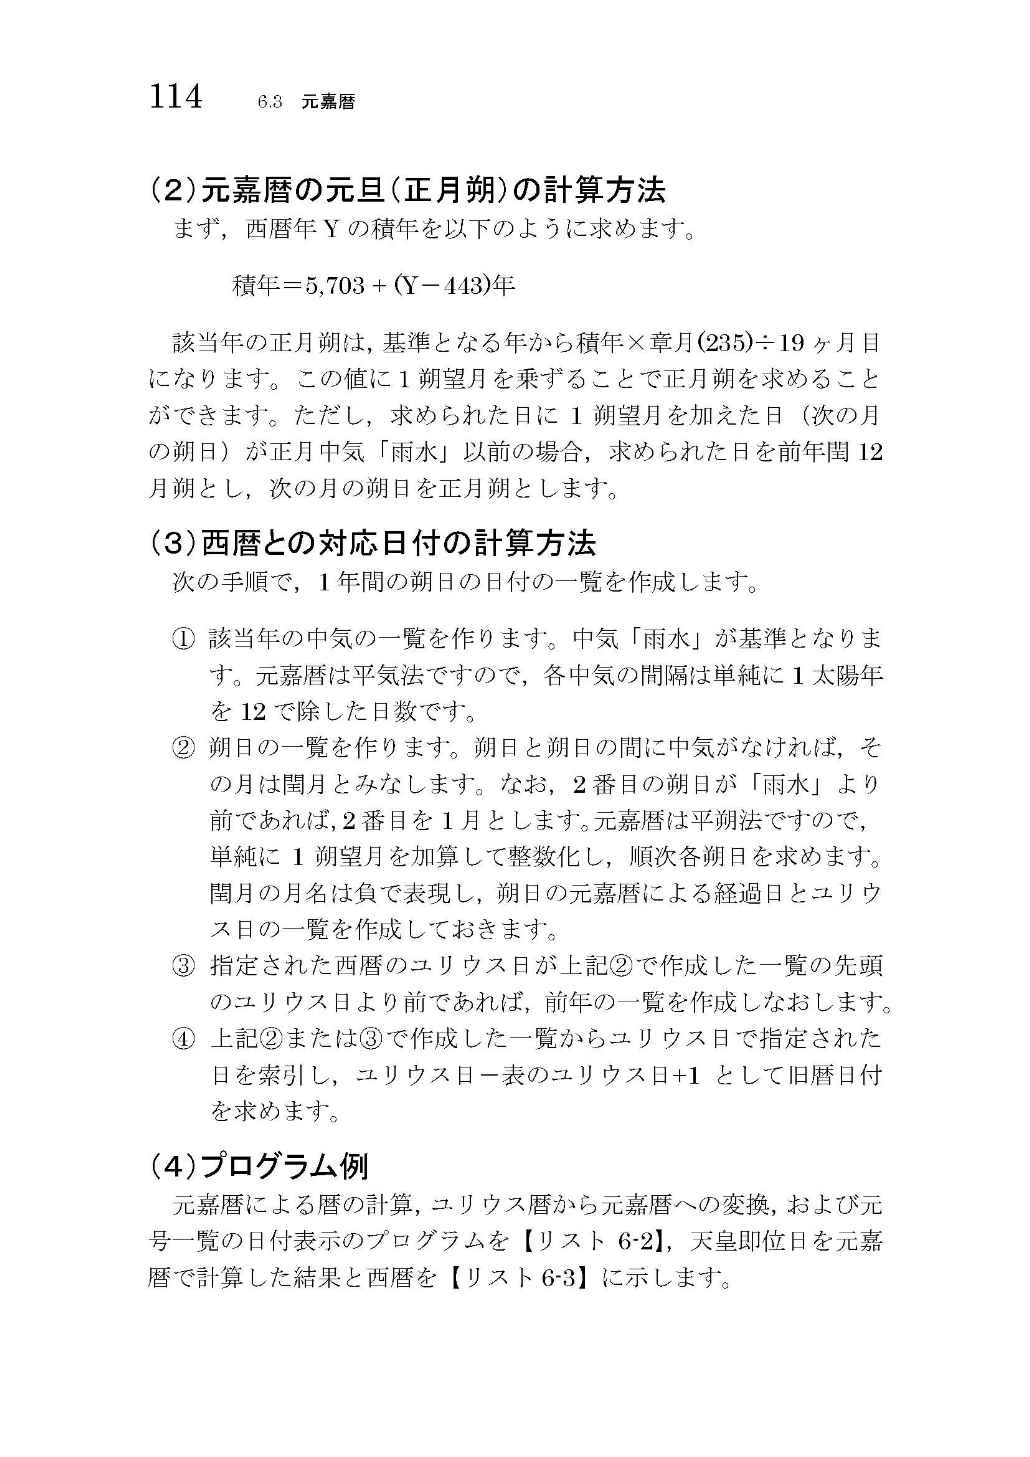 114　6.3　元嘉暦
（2）元嘉暦の元旦（正月朔）の計算方法
まず，西暦年 Y の積年を以下のように求めます。
積年＝5,703 + (Y－443)年
該当年の正月朔は，基準となる年から積年×章月(235)÷19 ヶ月目
になります。この値に 1 朔望月を乗ずることで正月朔を求めること
ができます。ただし，求められた日に 1 朔望月を加えた日（次の月
の朔日）が正月中気「雨水」以前の場合，求められた日を前年閏 12
月朔とし，次の月の朔日を正月朔とします。
（3）西暦との対応日付の計算方法
次の手順で，1 年間の朔日の日付の一覧を作成します。
① 該当年の中気の一覧を作ります。中気「雨水」が基準となりま
す。元嘉暦は平気法ですので，各中気の間隔は単純に 1 太陽年
を 12 で除した日数です。
② 朔日の一覧を作ります。朔日と朔日の間に中気がなければ，そ
の月は閏月とみなします。なお，2 番目の朔日が「雨水」より
前であれば，2 番目を 1 月とします。元嘉暦は平朔法ですので，
単純に 1 朔望月を加算して整数化し，順次各朔日を求めます。
閏月の月名は負で表現し，朔日の元嘉暦による経過日とユリウ
ス日の一覧を作成しておきます。
③ 指定された西暦のユリウス日が上記②で作成した一覧の先頭
のユリウス日より前であれば，前年の一覧を作成しなおします。
④ 上記②または③で作成した一覧からユリウス日で指定された
日を索引し，ユリウス日－表のユリウス日+1 として旧暦日付
を求めます。
（4）プログラム例
元嘉暦による暦の計算，ユリウス暦から元嘉暦への変換，および元
号一覧の日付表示のプログラムを【リスト 6-2】，天皇即位日を元嘉
暦で計算した結果と西暦を【リスト 6-3】に示します。